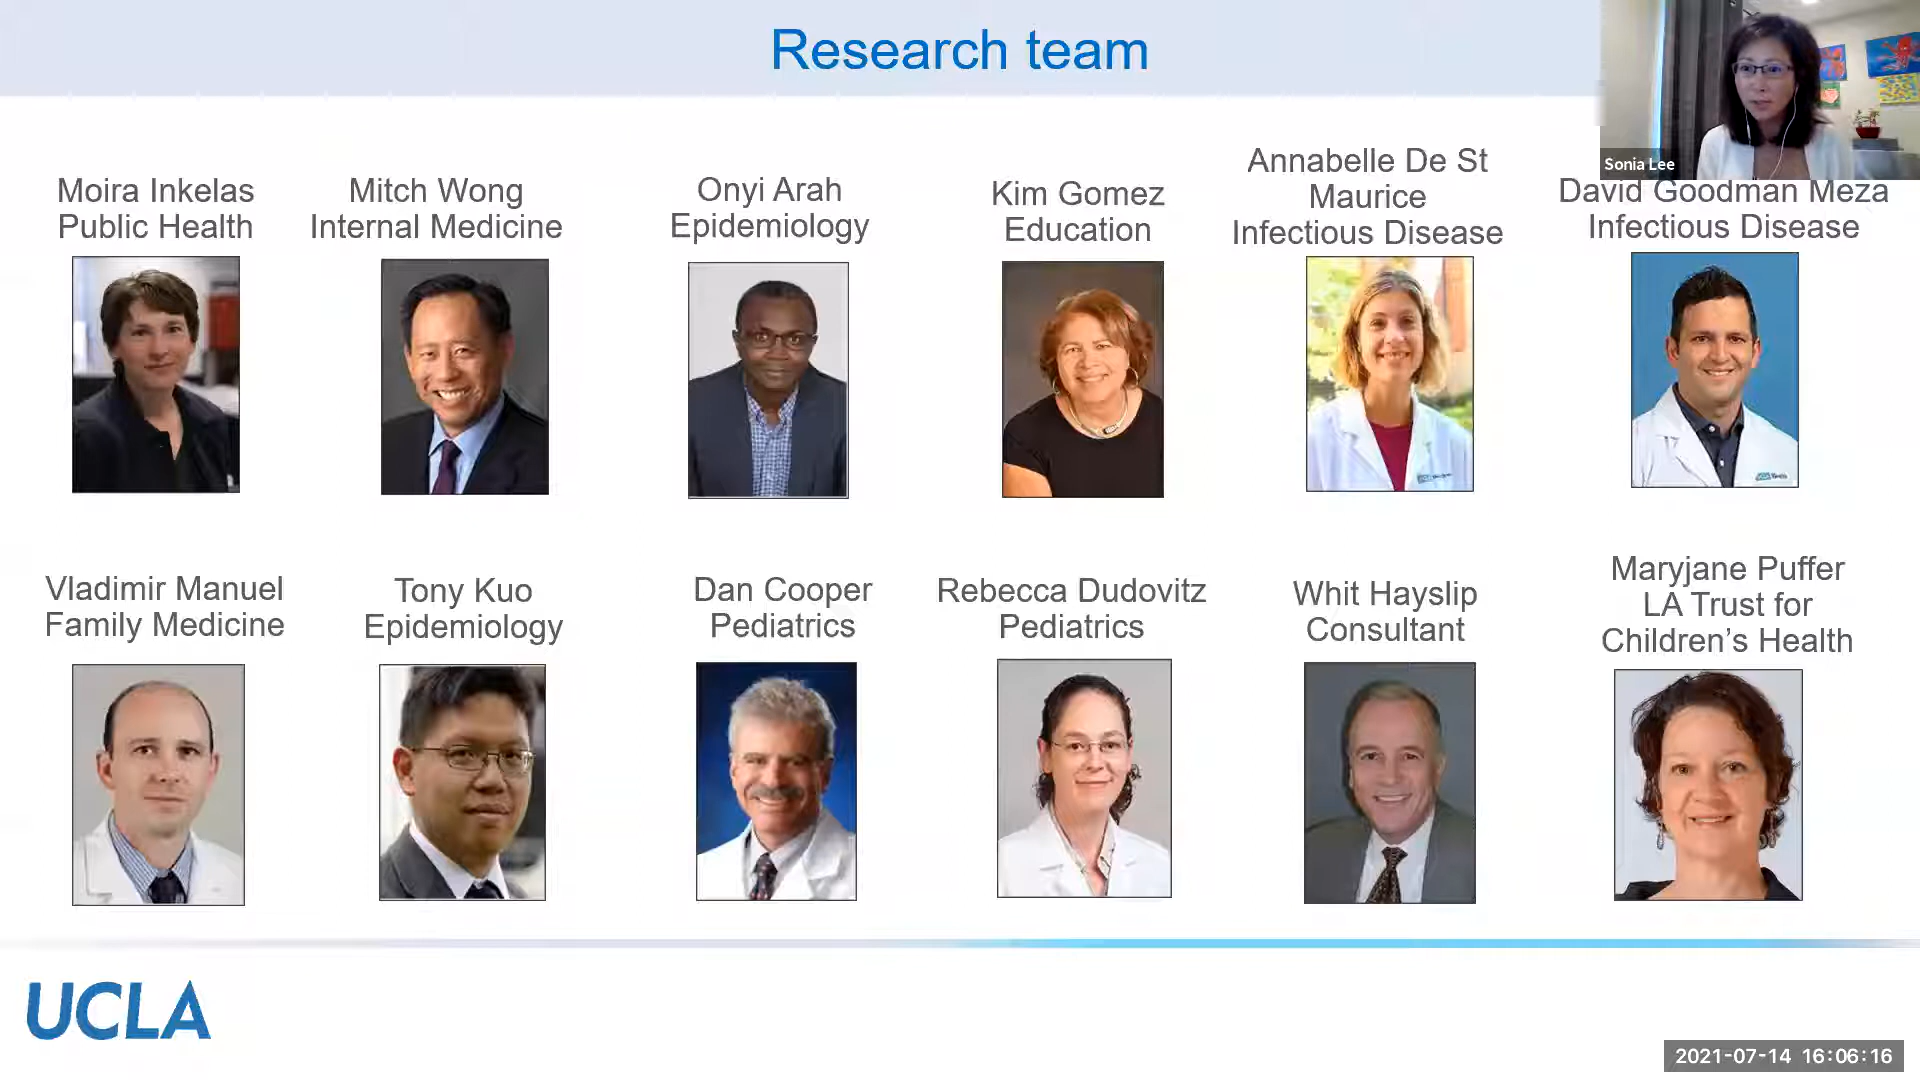 Research team
Sonia Lee
Moira Inkelas
Public Health
Mitch Wong
Internal Medicine
Onyi Arah
Epidemiology
Kim Gomez
Education
Annabelle De St
Maurice
Infectious Disease
David Goodman Meza
Infectious Disease
Vladimir Manuel
Family Medicine
Tony Kuo
Epidemiology
Dan Cooper
Pediatrics
Rebecca Dudovitz
Pediatrics
Whit Hayslip
Consultant
Maryjane Puffer
LA Trust for
Children’s Health
UCLA
2021-07-14 16:06:16